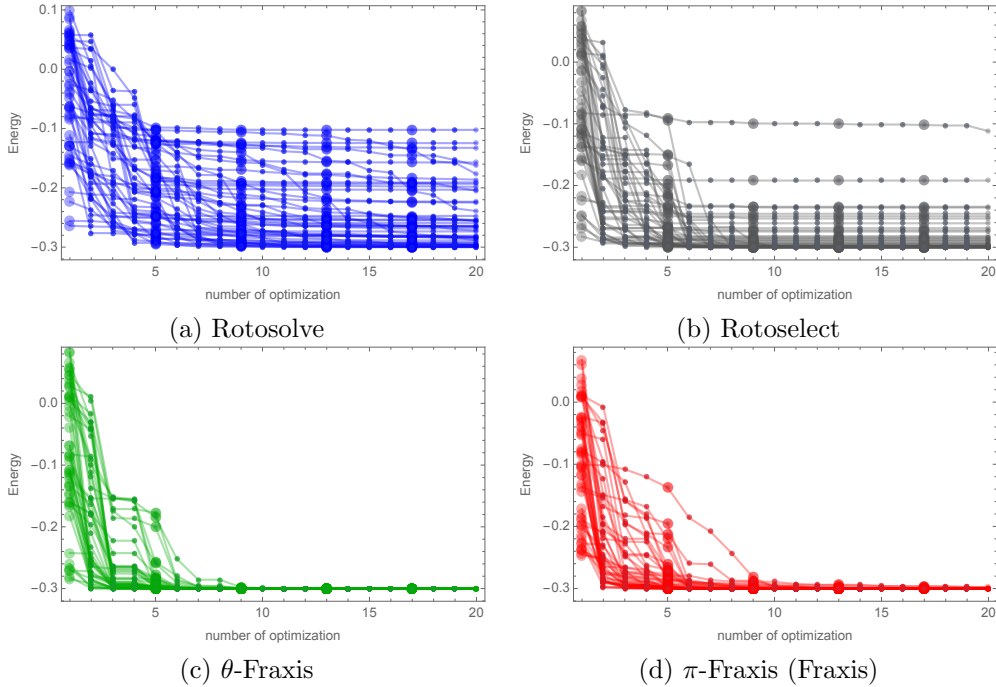 0.1
0.0
−0.1
−0.2
−0.3
Energy
5
10
15
20
number of optimization
(a) Rotosolve
0.0
−0.1
−0.2
−0.3
Energy
5
10
15
20
number of optimization
(b) Rotoselect
0.0
−0.1
−0.2
−0.3
Energy
5
10
15
20
number of optimization
(c) θ-Fraxis
0.0
−0.1
−0.2
−0.3
Energy
5
10
15
20
number of optimization
(d) π-Fraxis (Fraxis)